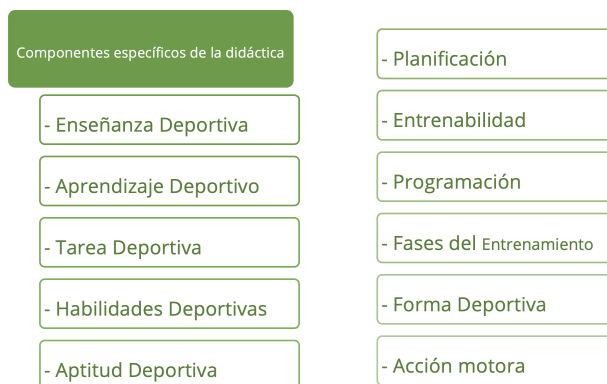 Componentes específicos de la didáctica
- Enseñanza Deportiva
- Aprendizaje Deportivo
- Tarea Deportiva
- Habilidades Deportivas
- Aptitud Deportiva
- Planificación
- Entrenabilidad
- Programación
- Fases del Entrenamiento
- Forma Deportiva
- Acción motora